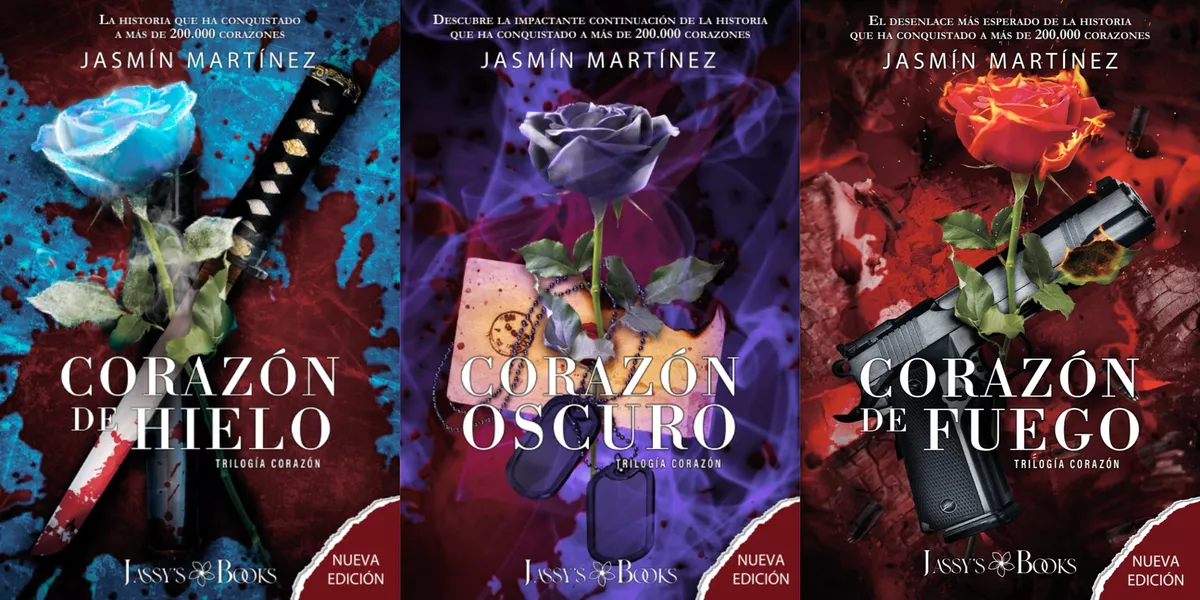 La historia que ha conquistado
a más de 200.000 corazones
JASMÍN MARTÍNEZ
CORAZÓN
DE HIELO
TRILOGÍA CORAZÓN
Jassy's Books
NUEVA
EDICIÓN
Descubre la impactante continuación de la historia
que ha conquistado a más de 200.000 corazones
JASMÍN MARTÍNEZ
CORAZÓN
OSCURO
TRILOGÍA CORAZÓN
Jassy's Books
NUEVA
EDICIÓN
El desenlace más esperado de la historia
que ha conquistado a más de 200.000 corazones
JASMÍN MARTÍNEZ
CORAZÓN
DE FUEGO
TRILOGÍA CORAZÓN
Jassy's Books
NUEVA
EDICIÓN